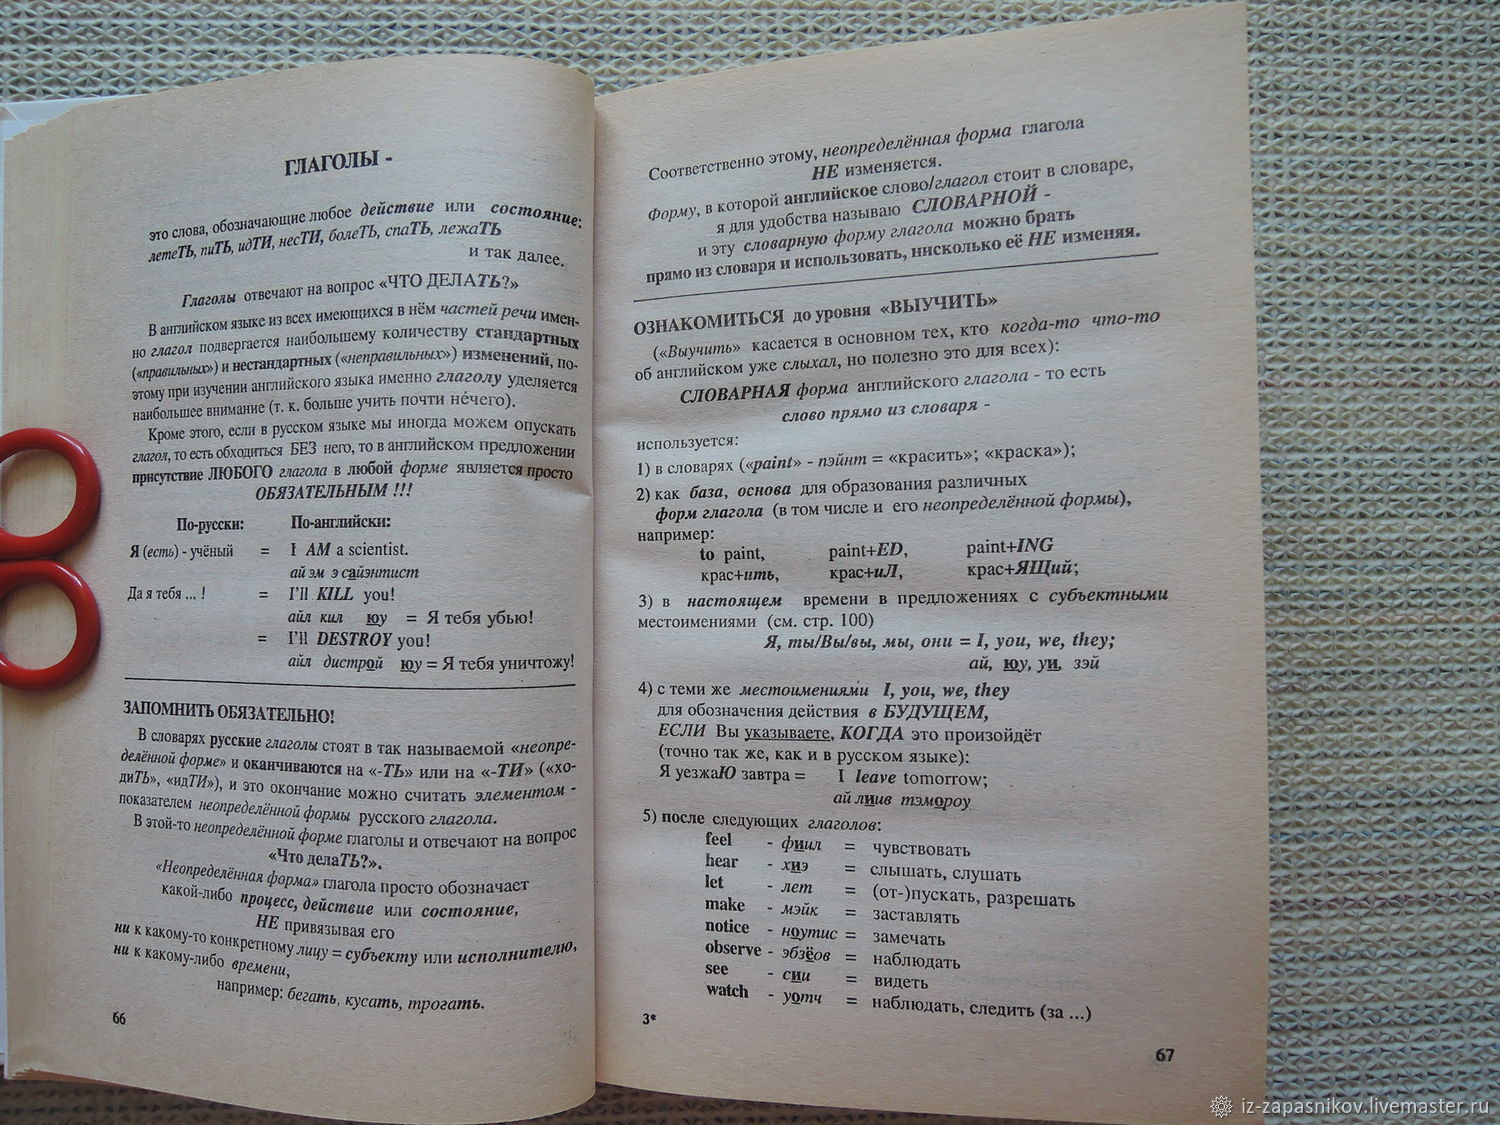 ГЛАГОЛЫ -
это слова, обозначающие любое действие или состояние:
летеТЬ, пиТЬ, идТИ, несТИ, болеТЬ, спаТЬ, лежаТЬ
и так далее.
Глаголы отвечают на вопрос «ЧТО ДЕЛАТЬ?»
В английском языке из всех имеющихся в нём частей речи имен-
но глагол подвергается наибольшему количеству стандартных
(«правильных») и нестандартных («неправильных») изменений, по-
этому при изучении английского языка именно глаголу уделяется
наибольшее внимание (т. к. больше учить почти не́чего).
Кроме этого, если в русском языке мы иногда можем опускать
глагол, то есть обходиться БЕЗ него, то в английском предложении
присутствие ЛЮБОГО глагола в любой форме является просто
ОБЯЗАТЕЛЬНЫМ !!!
По-русски: По-английски:
Я (есть) - учёный = I AM a scientist.
ай эм э сайэнтист
Да я тебя ... ! = I'll KILL you!
айл кил юу = Я тебя убью!
= I'll DESTROY you!
айл дистрой юу = Я тебя уничтожу!
ЗАПОМНИТЬ ОБЯЗАТЕЛЬНО!
В словарях русские глаголы стоят в так называемой «неопре-
делённой форме» и оканчиваются на «-ТЬ» или на «-ТИ» («хо-
диТЬ», «идТИ»), и это окончание можно считать элементом -
показателем неопределённой формы русского глагола.
В этой-то неопределённой форме глаголы и отвечают на вопрос
«Что делаТЬ?».
«Неопределённая форма» глагола просто обозначает
какой-либо процесс, действие или состояние,
НЕ привязывая его
ни к какому-то конкретному лицу = субъекту или исполнителю,
ни к какому-либо времени,
например: бегать, кусать, трогать.
66
Соответственно этому, неопределённая форма глагола
НЕ изменяется.
Форму, в которой английское слово/глагол стоит в словаре,
я для удобства называю СЛОВАРНОЙ -
и эту словарную форму глагола можно брать
прямо из словаря и использовать, нисколько её НЕ изменяя.
ОЗНАКОМИТЬСЯ до уровня «ВЫУЧИТЬ»
(«Выучить» касается в основном тех, кто когда-то что-то
об английском уже слыхал, но полезно это для всех):
СЛОВАРНАЯ форма английского глагола - то есть
слово прямо из словаря -
используется:
1) в словарях («paint» - пэйнт = «красить»; «краска»);
2) как база, основа для образования различных
форм глагола (в том числе и его неопределённой формы),
например:
to paint, paint+ED, paint+ING
крас+ить, крас+иЛ, крас+ЯЩий;
3) в настоящем времени в предложениях с субъектными
местоимениями (см. стр. 100)
Я, ты/Вы/вы, мы, они = I, you, we, they;
ай, юу, уи, зэй
4) с теми же местоимениями I, you, we, they
для обозначения действия в БУДУЩЕМ,
ЕСЛИ Вы указываете, КОГДА это произойдёт
(точно так же, как и в русском языке):
Я уезжаЮ завтра = I leave tomorrow;
ай лиив тэмороу
5) после следующих глаголов:
feel - фиил = чувствовать
hear - хиэ = слышать, слушать
let - лет = (от-)пускать, разрешать
make - мэйк = заставлять
notice - ноутис = замечать
observe - эбзёов = наблюдать
see - сии = видеть
watch - уотч = наблюдать, следить (за ...)
3*
67
iz-zapasnikov.livemaster.ru